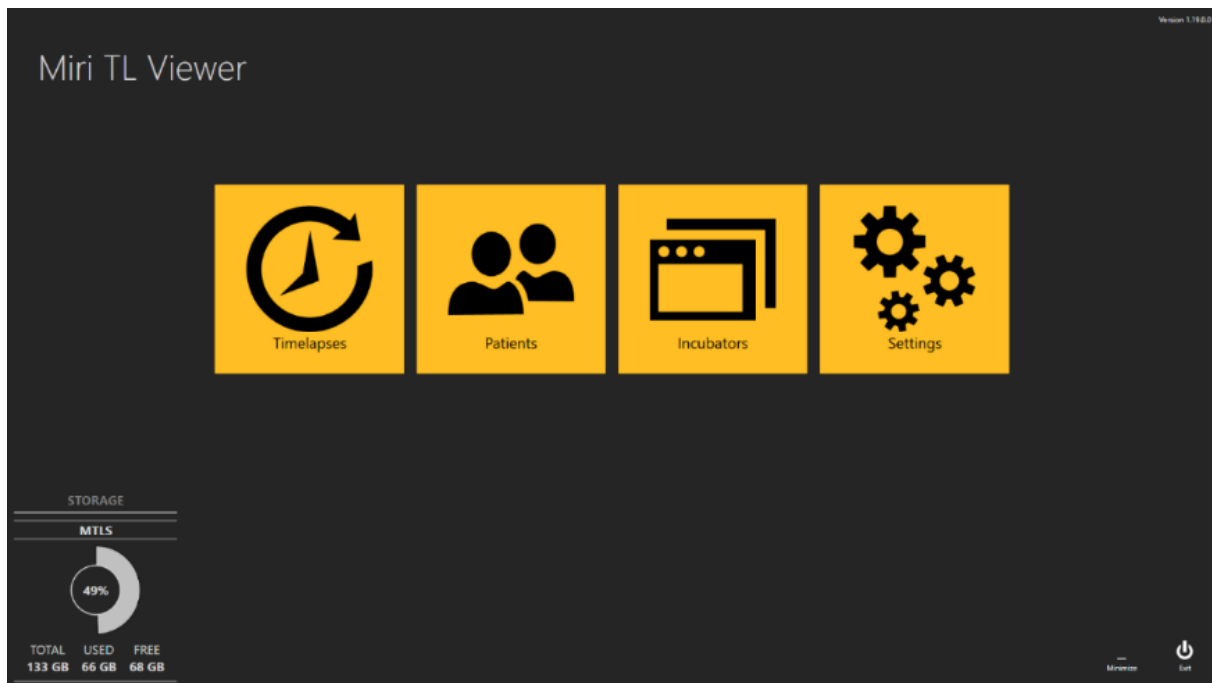 Version 1.19.0.0
Miri TL Viewer
Timelapses
Patients
Incubators
Settings
STORAGE
MTLS
49%
TOTAL USED FREE
133 GB 66 GB 68 GB
Minimize
Exit